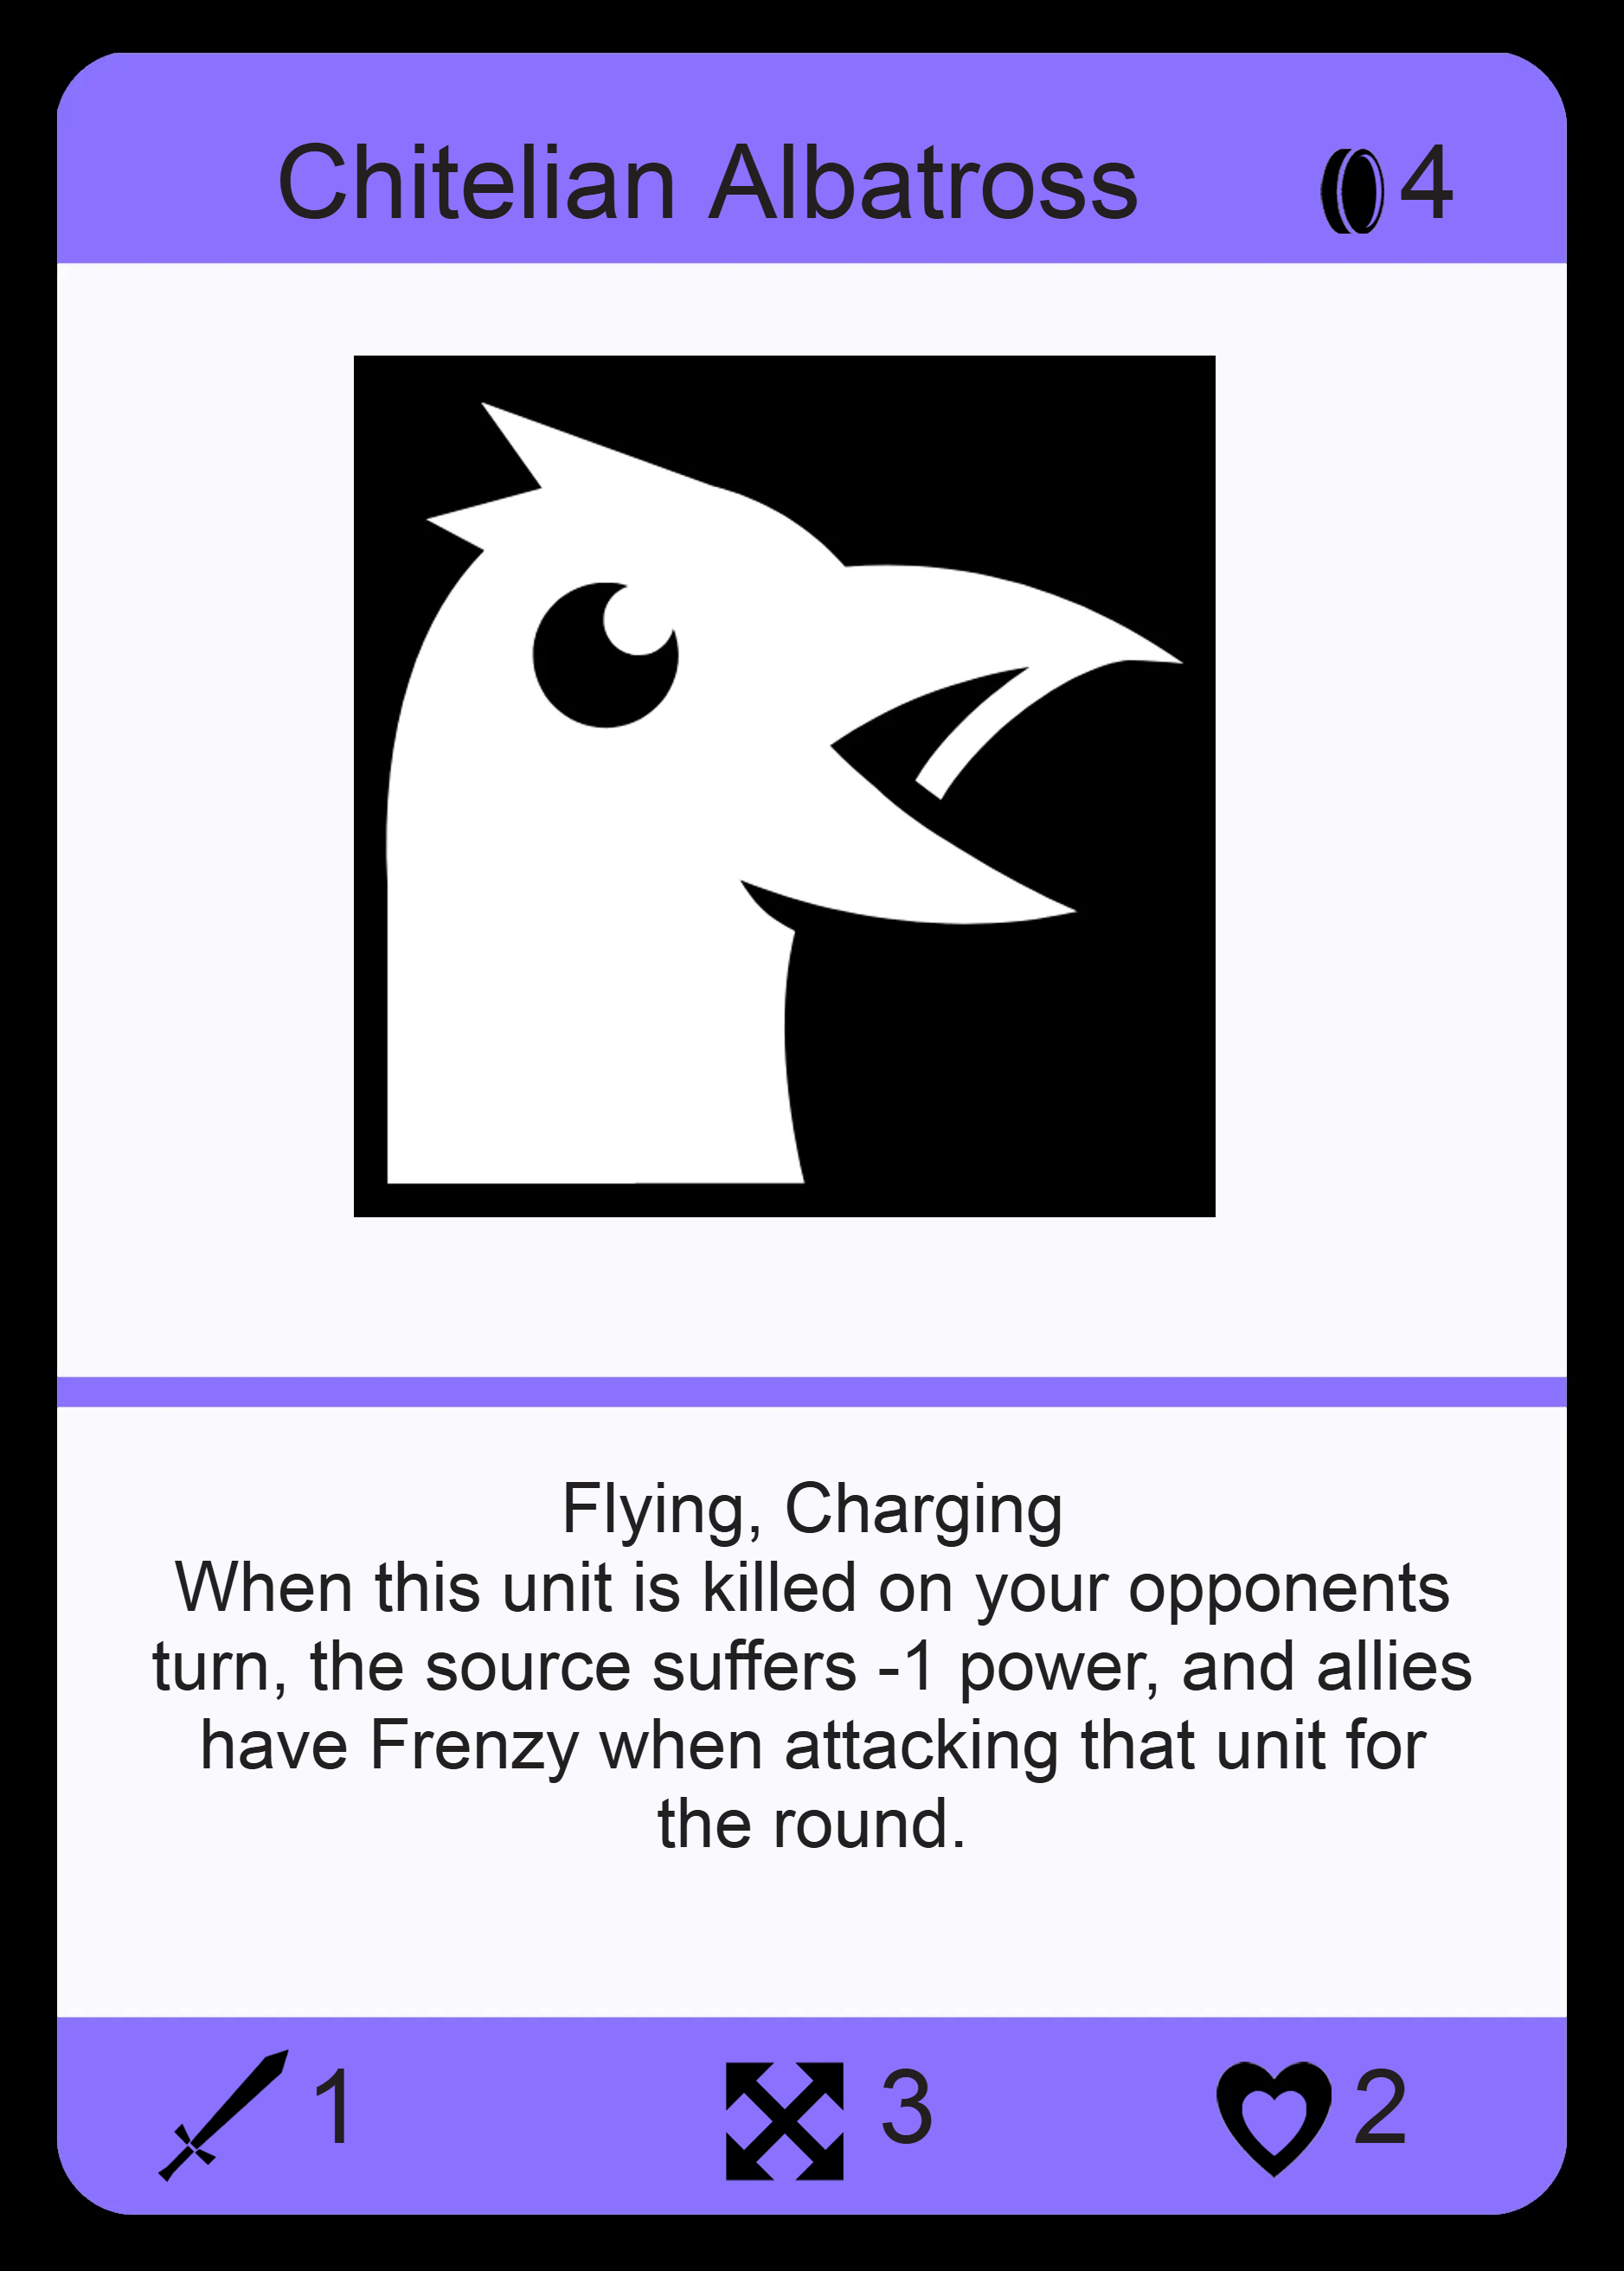 Chitelian Albatross 4
Flying, Charging
When this unit is killed on your opponents
turn, the source suffers -1 power, and allies
have Frenzy when attacking that unit for
the round.
1 3 2